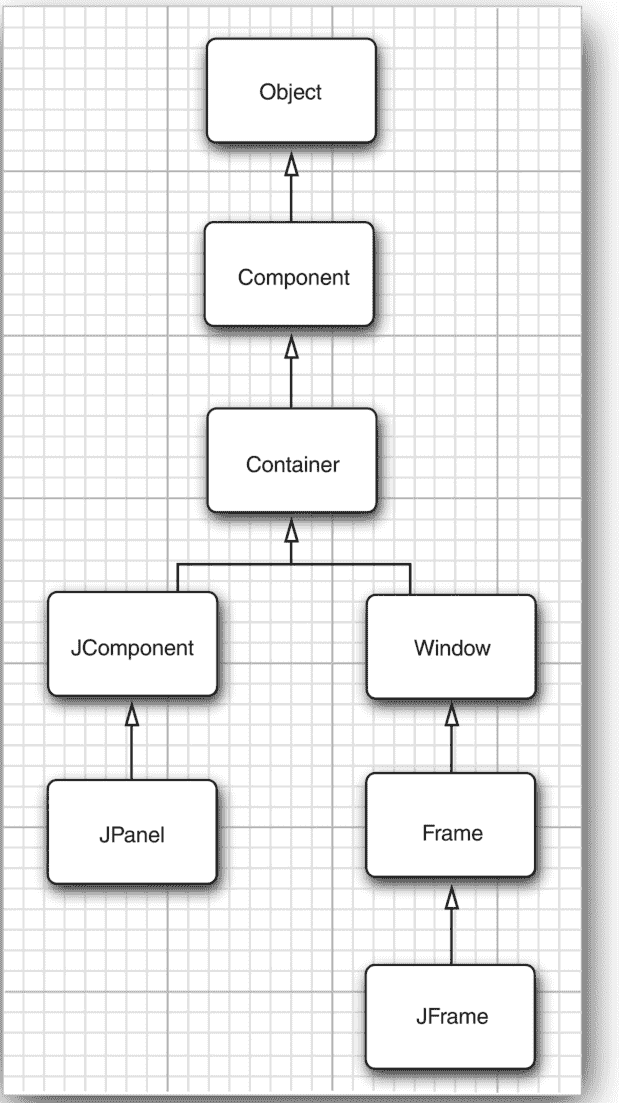 Object
Component
Container
JComponent
Window
JPanel
Frame
JFrame